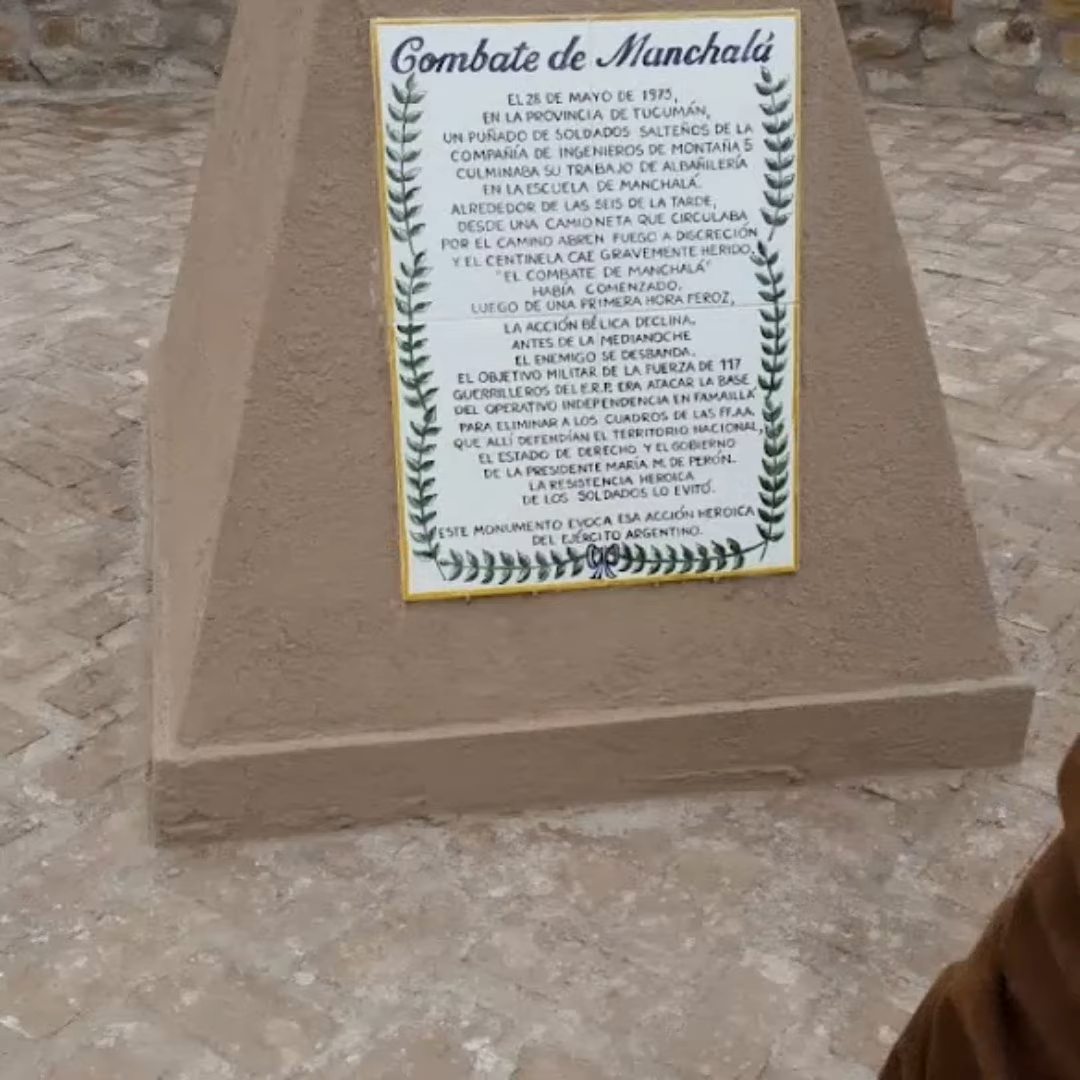 Combate de Manchalá
EL 28 DE MAYO DE 1975,
EN LA PROVINCIA DE TUCUMÁN,
UN PUÑADO DE SOLDADOS SALTEÑOS DE LA
COMPAÑÍA DE INGENIEROS DE MONTAÑA 5
CULMINABA SU TRABAJO DE ALBAÑILERÍA
EN LA ESCUELA DE MANCHALÁ.
ALREDEDOR DE LAS SEIS DE LA TARDE,
DESDE UNA CAMIONETA QUE CIRCULABA
POR EL CAMINO ABREN FUEGO A DISCRECIÓN
Y EL CENTINELA CAE GRAVEMENTE HERIDO.
"EL COMBATE DE MANCHALÁ"
HABÍA COMENZADO.
LUEGO DE UNA PRIMERA HORA FEROZ,
LA ACCIÓN BÉLICA DECLINA.
ANTES DE LA MEDIANOCHE
EL ENEMIGO SE DESBANDA.
EL OBJETIVO MILITAR DE LA FUERZA DE 117
GUERRILLEROS DEL E.R.P. ERA ATACAR LA BASE
DEL OPERATIVO INDEPENDENCIA EN FAMAILLÁ
PARA ELIMINAR A LOS CUADROS DE LAS FF.AA.
QUE ALLÍ DEFENDÍAN EL TERRITORIO NACIONAL,
EL ESTADO DE DERECHO Y EL GOBIERNO
DE LA PRESIDENTE MARÍA M. DE PERÓN.
LA RESISTENCIA HEROICA
DE LOS SOLDADOS LO EVITÓ.
ESTE MONUMENTO EVOCA ESA ACCIÓN HEROICA
DEL EJÉRCITO ARGENTINO.